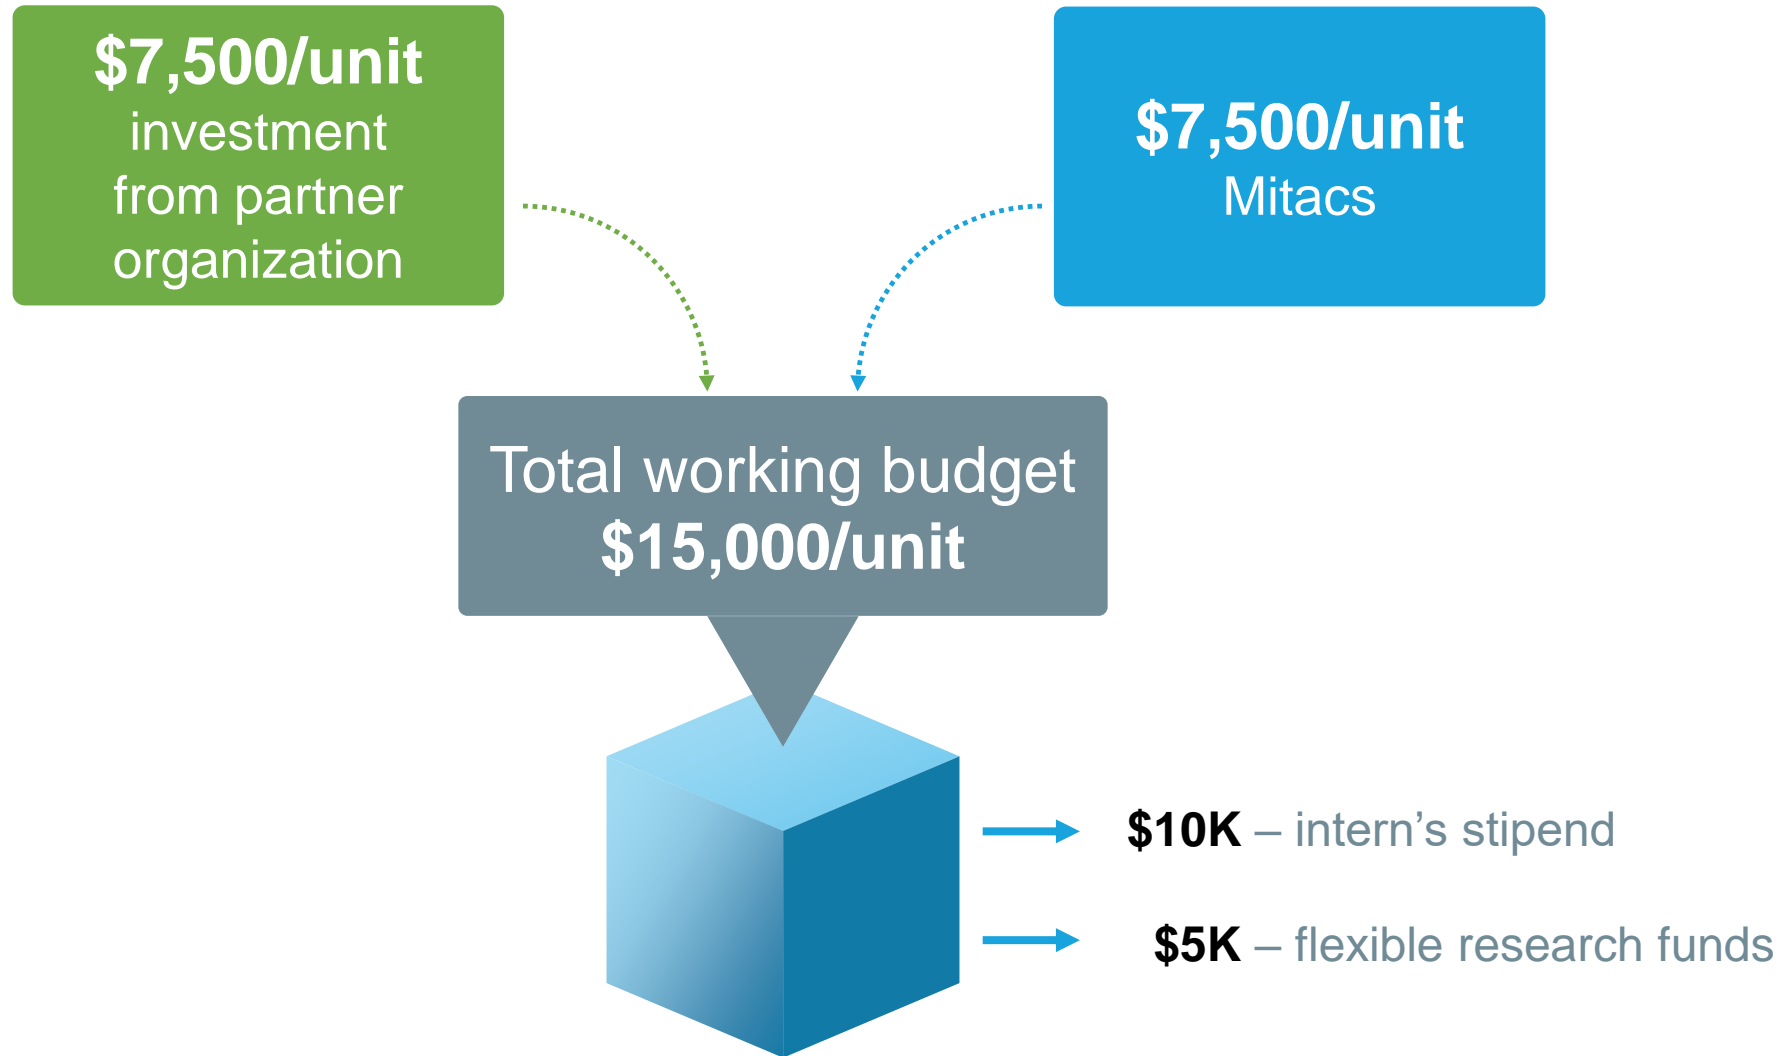 $7,500/unit
investment
from partner
organization
$7,500/unit
Mitacs
Total working budget
$15,000/unit
$10K – intern’s stipend
$5K – flexible research funds